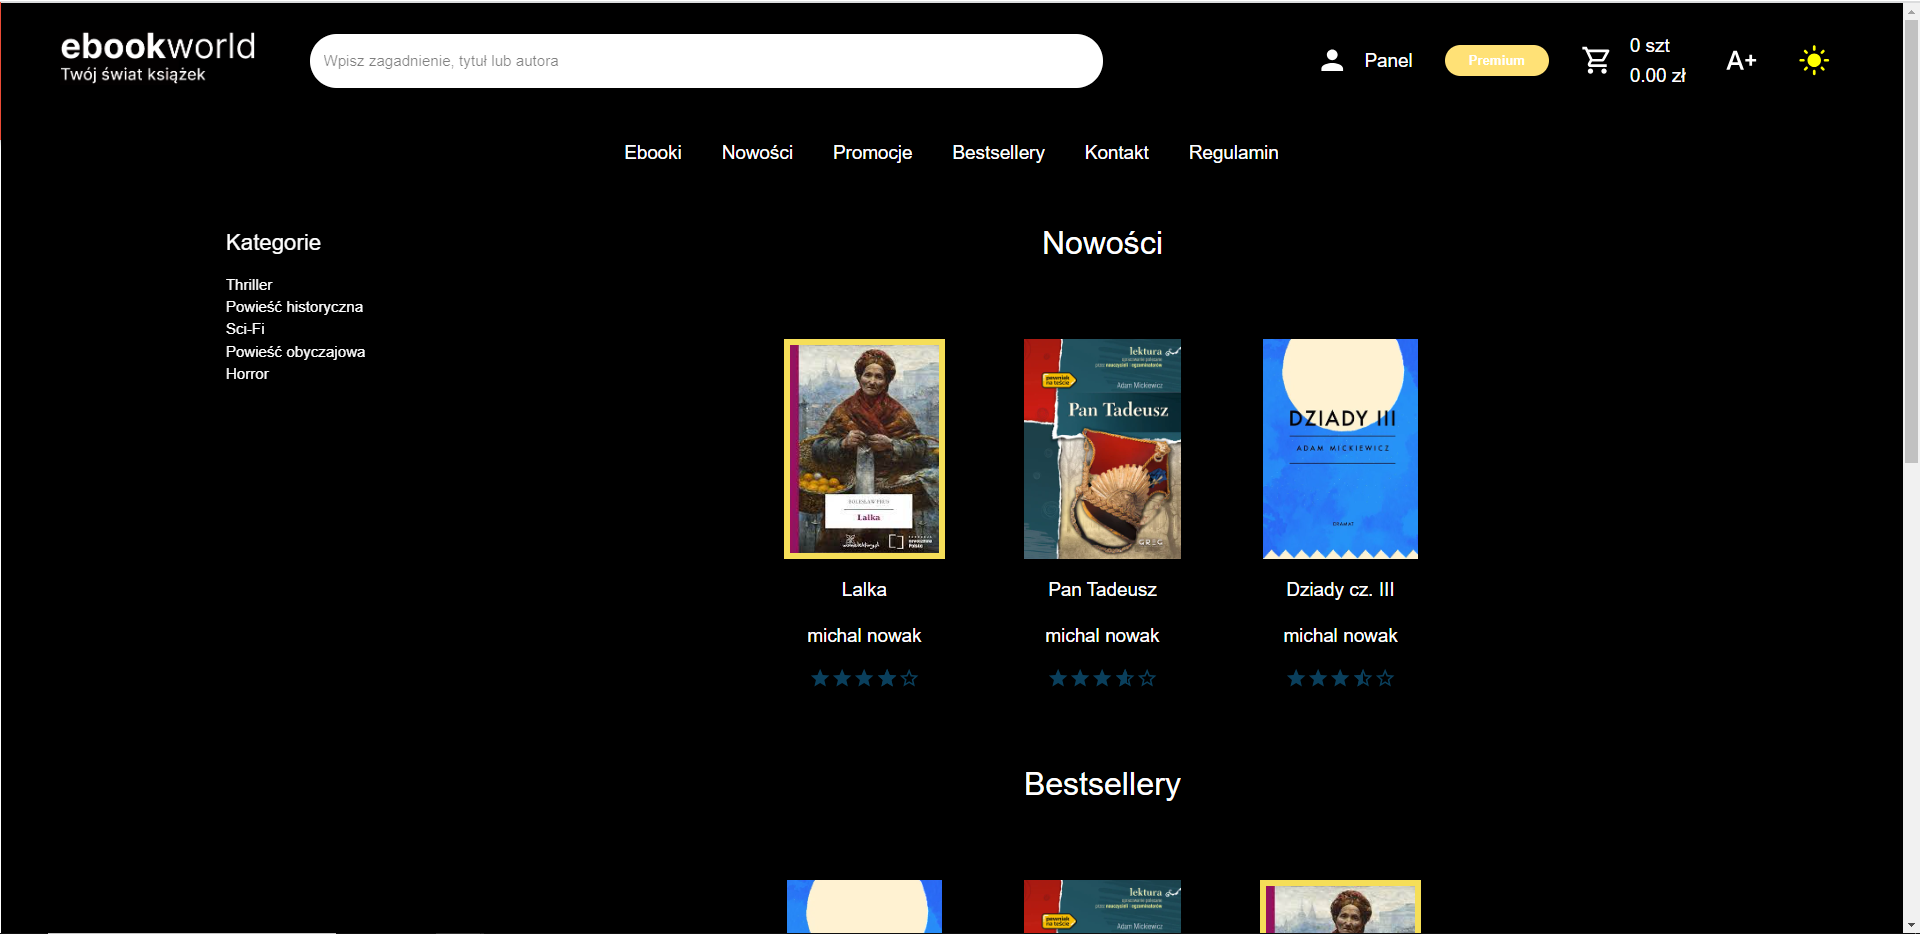 ebookworld
Twój świat książek
Wpisz zagadnienie, tytuł lub autora
Panel
Premium
0 szt
0.00 zł
A+
Ebooki Nowości Promocje Bestsellery Kontakt Regulamin
Kategorie
Thriller
Powieść historyczna
Sci-Fi
Powieść obyczajowa
Horror
Nowości
BOLESŁAW PRUS
Lalka
lektura
Adam Mickiewicz
Pan Tadeusz
GREG
DZIADY III
ADAM MICKIEWICZ
DRAMAT
Lalka
michal nowak
Pan Tadeusz
michal nowak
Dziady cz. III
michal nowak
Bestsellery
lektura
Adam Mickiewicz